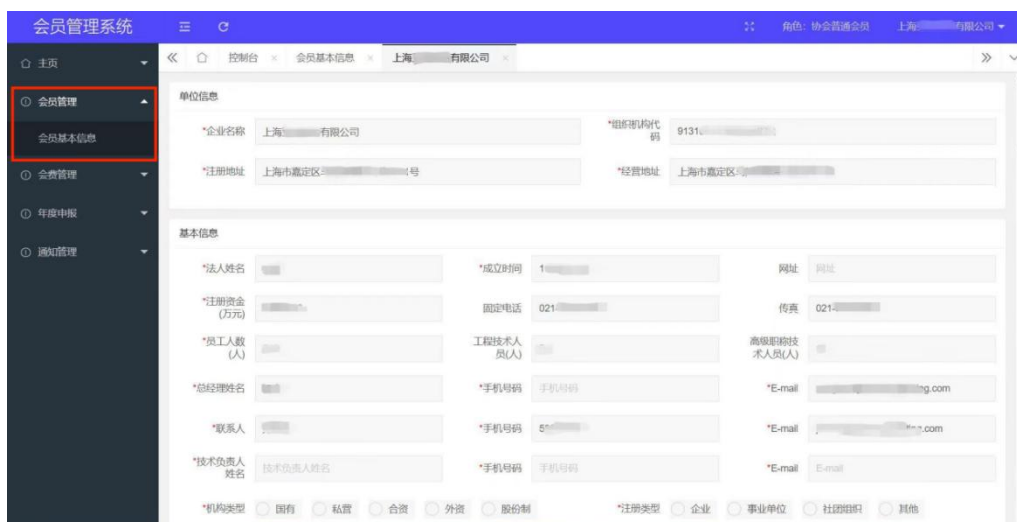 会员管理系统
角色：协会普通会员 上海 有限公司
主页
会员管理
会员基本信息
会费管理
年度申报
通知管理
控制台 × 会员基本信息 × 上海 有限公司 ×
单位信息
*企业名称 上海 有限公司
*组织机构代码 9131
*注册地址 上海市嘉定区 号
*经营地址 上海市嘉定区
基本信息
*法人姓名 *成立时间 1 网址 网址
*注册资金(万元) 固定电话 021- 传真 021-
*员工人数(人) 工程技术人员(人) 高级职称技术人员(人)
*总经理姓名 *手机号码 手机号码 *E-mail ng.com
*联系人 *手机号码 *E-mail .com
*技术负责人姓名 技术负责人姓名 *手机号码 手机号码 *E-mail E-mail
*机构类型 国有 私营 合资 外资 股份制 *注册类型 企业 事业单位 社团组织 其他